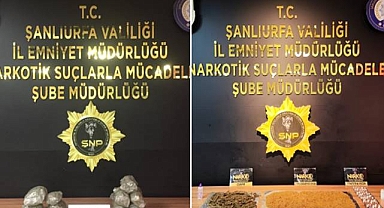 T.C.
ŞANLIURFA VALİLİĞİ
İL EMNİYET MÜDÜRLÜĞÜ
NARKOTİK SUÇLARLA MÜCADELE
ŞUBE MÜDÜRLÜĞÜ
SNP
T.C.
ŞANLIURFA VALİLİĞİ
İL EMNİYET MÜDÜRLÜĞÜ
NARKOTİK SUÇLARLA MÜCADELE
ŞUBE MÜDÜRLÜĞÜ
SNP